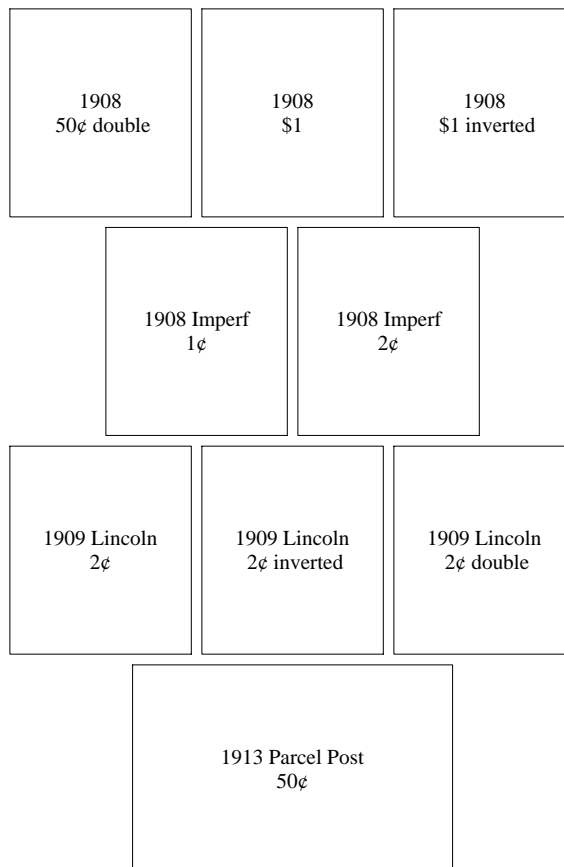 1908
50¢ double
1908
$1
1908
$1 inverted
1908 Imperf
1¢
1908 Imperf
2¢
1909 Lincoln
2¢
1909 Lincoln
2¢ inverted
1909 Lincoln
2¢ double
1913 Parcel Post
50¢